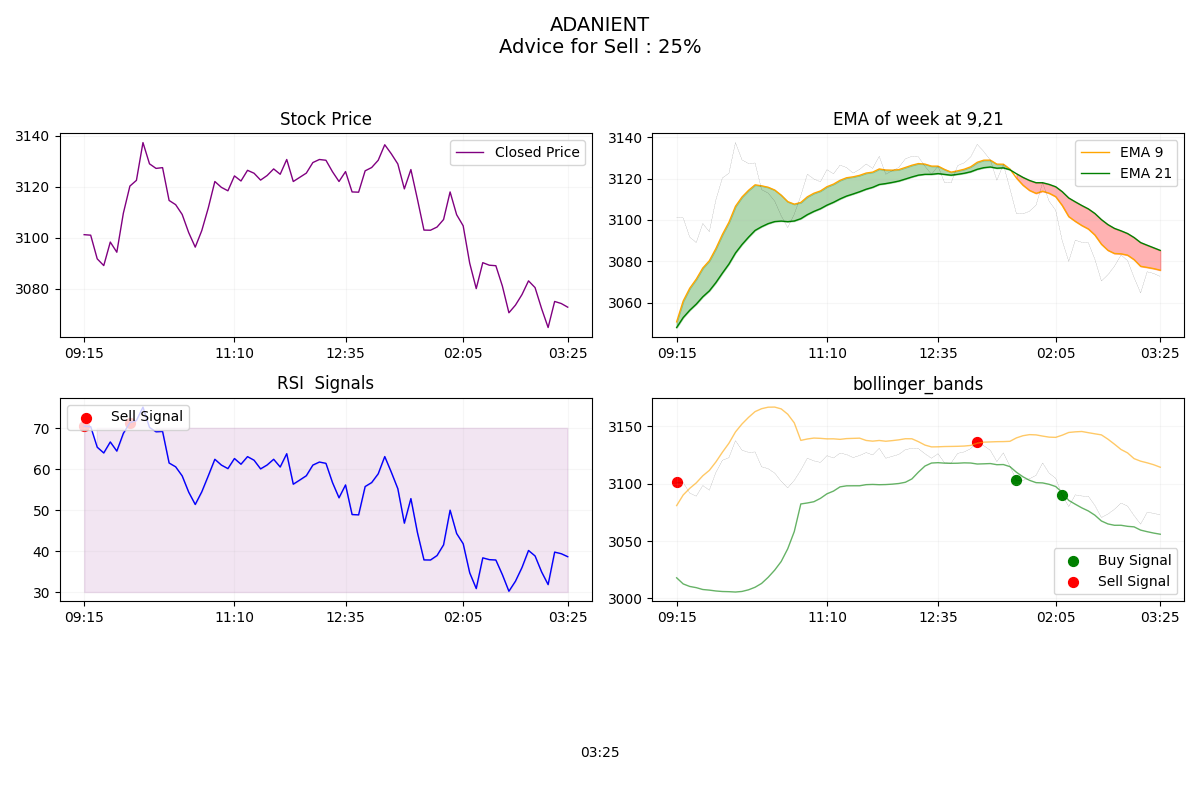 ADANIENT
Advice for Sell : 25%
Stock Price
3140
3120
3100
3080
Closed Price
09:15 11:10 12:35 02:05 03:25
EMA of week at 9,21
3140
3120
3100
3080
3060
EMA 9
EMA 21
09:15 11:10 12:35 02:05 03:25
RSI  Signals
70
60
50
40
30
Sell Signal
09:15 11:10 12:35 02:05 03:25
bollinger_bands
3150
3100
3050
3000
Buy Signal
Sell Signal
09:15 11:10 12:35 02:05 03:25
03:25